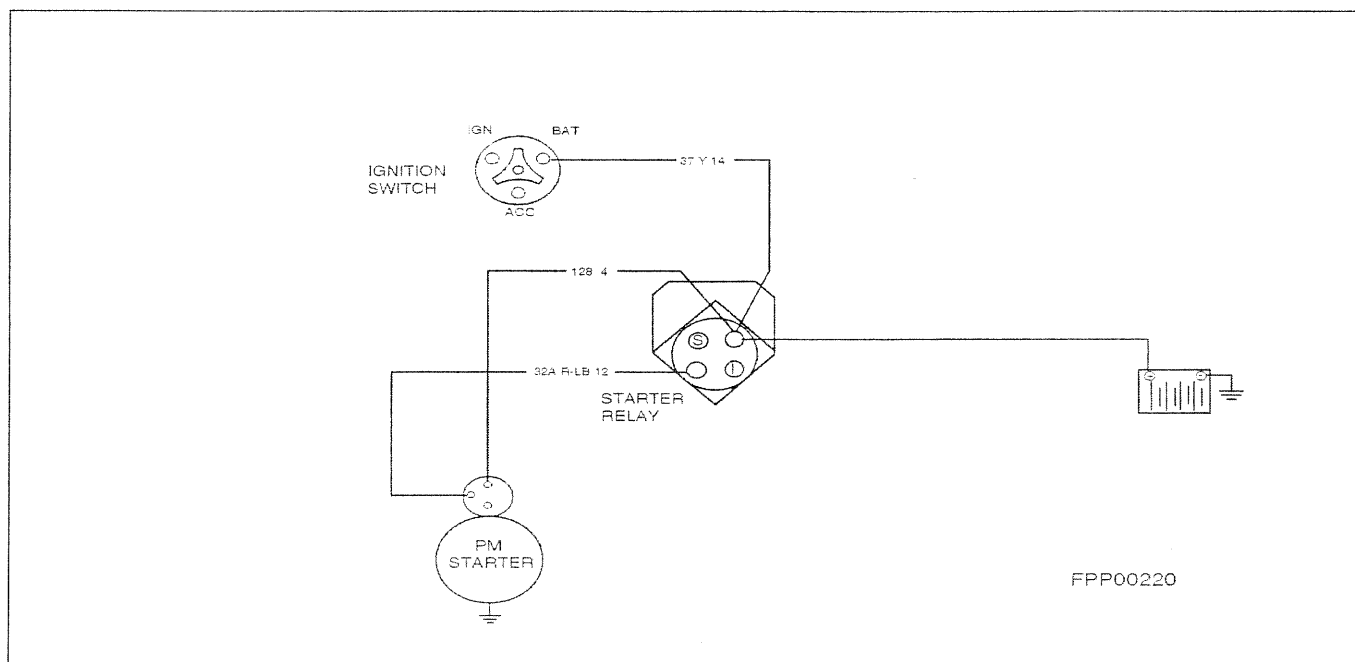 IGN BAT
IGNITION
SWITCH
ACC
37 Y 14
128 4
S I
32A R-LB 12
STARTER
RELAY
PM
STARTER
FPP00220